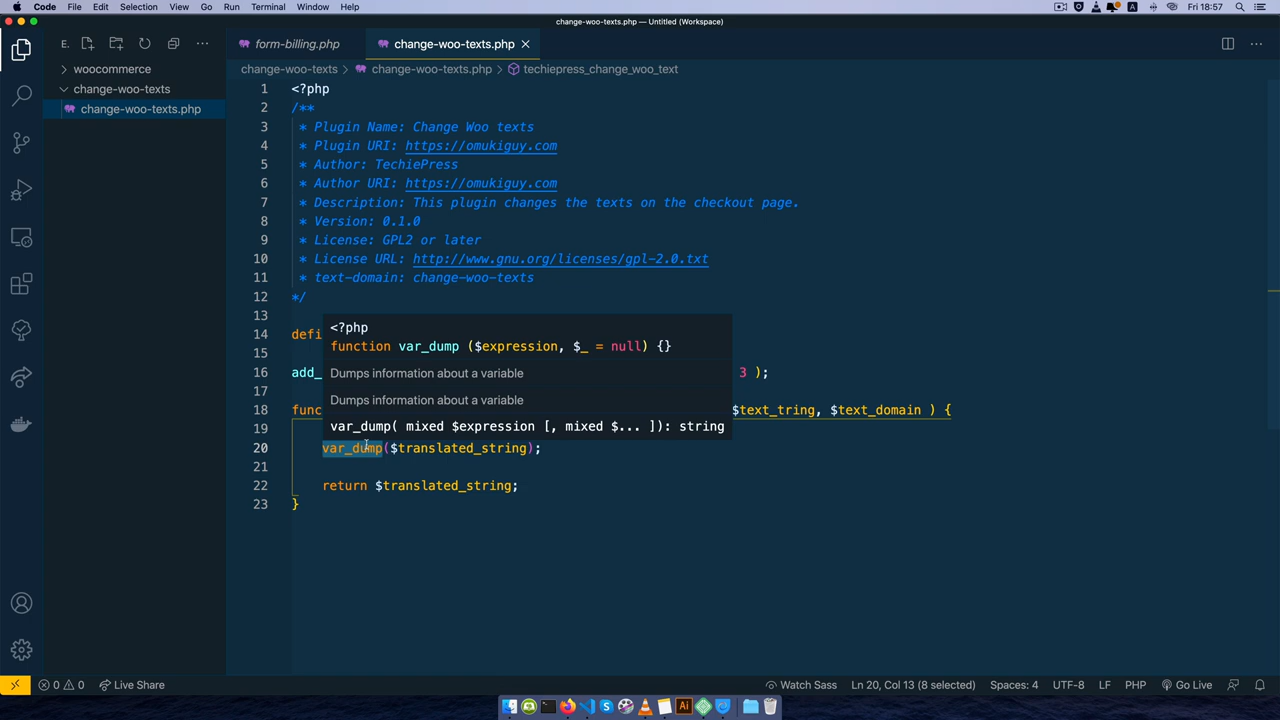 Code File Edit Selection View Go Run Terminal Window Help
Fri 18:57
change-woo-texts.php — Untitled (Workspace)
E.
form-billing.php
change-woo-texts.php
woocommerce
change-woo-texts > change-woo-texts.php > techiepress_change_woo_text
change-woo-texts
change-woo-texts.php
1 <?php
2 /**
3 * Plugin Name: Change Woo texts
4 * Plugin URI: https://omukiguy.com
5 * Author: TechiePress
6 * Author URI: https://omukiguy.com
7 * Description: This plugin changes the texts on the checkout page.
8 * Version: 0.1.0
9 * License: GPL2 or later
10 * License URL: http://www.gnu.org/licenses/gpl-2.0.txt
11 * text-domain: change-woo-texts
12 */
13
<?php
14 defi
function var_dump ($expression, $_ = null) {}
15
16 add_ 3 );
Dumps information about a variable
17
Dumps information about a variable
18 func $text_tring, $text_domain ) {
19
var_dump( mixed $expression [, mixed $... ]): string
20 var_dump($translated_string);
21
22 return $translated_string;
23 }
0 0 Live Share
Watch Sass Ln 20, Col 13 (8 selected) Spaces: 4 UTF-8 LF PHP Go Live